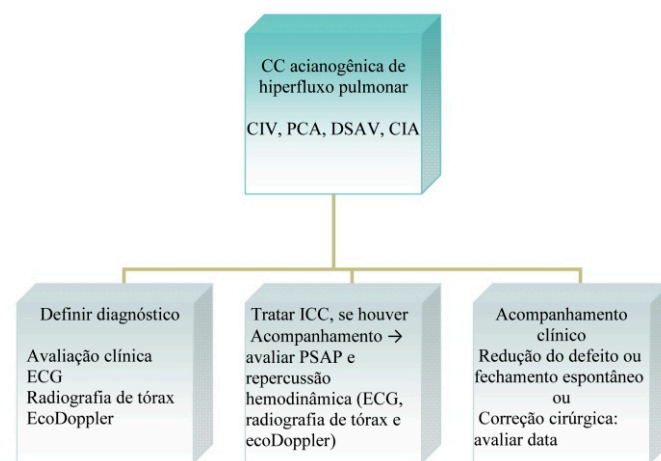 CC acianogênica de
hiperfluxo pulmonar
CIV, PCA, DSAV, CIA
Definir diagnóstico
Avaliação clínica
ECG
Radiografia de tórax
EcoDoppler
Tratar ICC, se houver
Acompanhamento →
avaliar PSAP e
repercussão
hemodinâmica (ECG,
radiografia de tórax e
ecoDoppler)
Acompanhamento
clínico
Redução do defeito ou
fechamento espontâneo
ou
Correção cirúrgica:
avaliar data